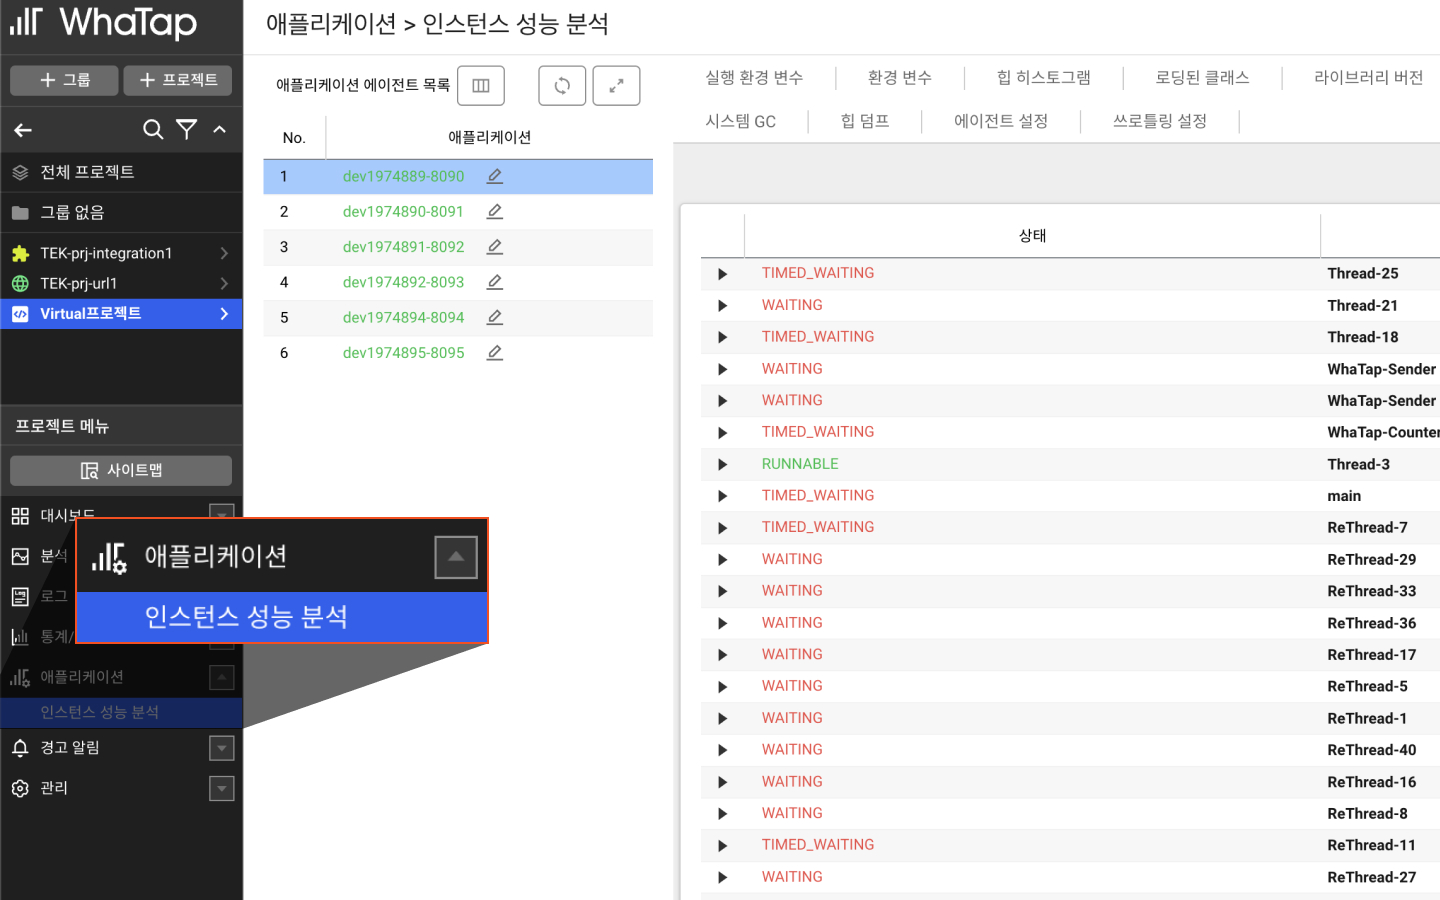 WhaTap
애플리케이션 > 인스턴스 성능 분석
+ 그룹
+ 프로젝트
전체 프로젝트
그룹 없음
TEK-prj-integration1
TEK-prj-url1
Virtual프로젝트
프로젝트 메뉴
사이트맵
대시보드
분석
로그
통계/
애플리케이션
인스턴스 성능 분석
애플리케이션
인스턴스 성능 분석
경고 알림
관리
애플리케이션 에이전트 목록
No. 애플리케이션
1 dev1974889-8090
2 dev1974890-8091
3 dev1974891-8092
4 dev1974892-8093
5 dev1974894-8094
6 dev1974895-8095
실행 환경 변수 환경 변수 힙 히스토그램 로딩된 클래스 라이브러리 버전
시스템 GC 힙 덤프 에이전트 설정 쓰로틀링 설정
상태
TIMED_WAITING Thread-25
WAITING Thread-21
TIMED_WAITING Thread-18
WAITING WhaTap-Sender
WAITING WhaTap-Sender
TIMED_WAITING WhaTap-Counter
RUNNABLE Thread-3
TIMED_WAITING main
TIMED_WAITING ReThread-7
WAITING ReThread-29
WAITING ReThread-33
WAITING ReThread-36
WAITING ReThread-17
WAITING ReThread-5
WAITING ReThread-1
WAITING ReThread-40
WAITING ReThread-16
WAITING ReThread-8
TIMED_WAITING ReThread-11
WAITING ReThread-27